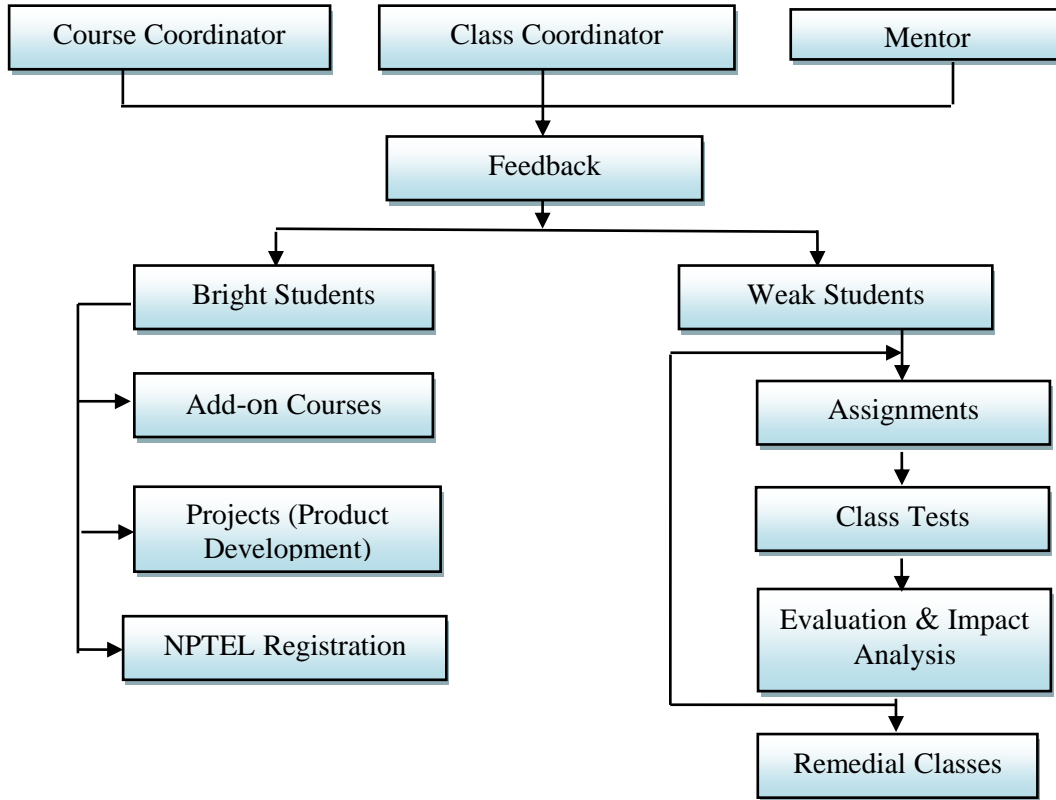 Course Coordinator
Class Coordinator
Mentor
Feedback
Bright Students
Weak Students
Add-on Courses
Assignments
Projects (Product
Development)
Class Tests
NPTEL Registration
Evaluation & Impact
Analysis
Remedial Classes